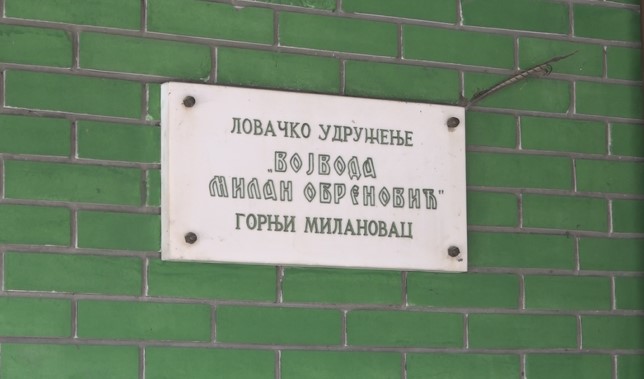 ЛОВАЧКО УДРУЖЕЊЕ
„ВОЈВОДА
МИЛАН ОБРЕНОВИЋ"
ГОРЊИ МИЛАНОВАЦ